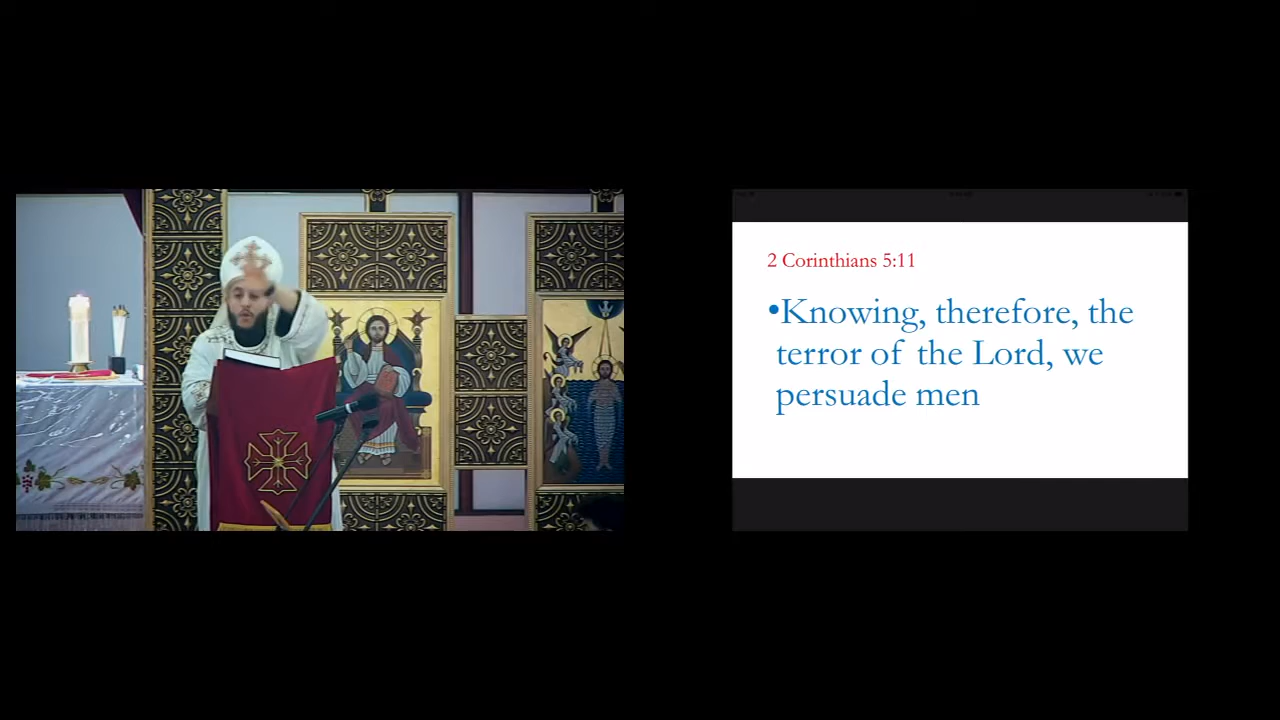 2 Corinthians 5:11
•Knowing, therefore, the
terror of the Lord, we
persuade men